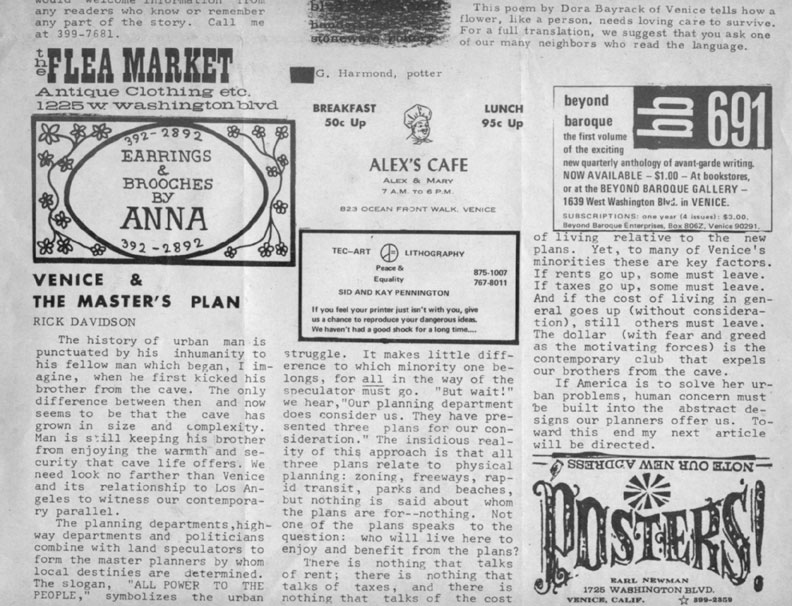 would welcome information from
any readers who know or remember
any part of the story. Call me
at 399-7681.
the FLEA MARKET
Antique Clothing etc.
1225 w washington blvd
392-2892
EARRINGS
&
BROOCHES
BY
ANNA
392-2892
VENICE &
THE MASTER'S PLAN
RICK DAVIDSON
The history of urban man is
punctuated by his inhumanity to
his fellow man which began, I im-
agine, when he first kicked his
brother from the cave. The only
difference between then and now
seems to be that the cave has
grown in size and complexity.
Man is still keeping his brother
from enjoying the warmth and se-
curity that cave life offers. We
need look no farther than Venice
and its relationship to Los An-
geles to witness our contempora-
ry parallel.
The planning departments,high-
way departments and politicians
combine with land speculators to
form the master planners by whom
local destinies are determined.
The slogan, "ALL POWER TO THE
PEOPLE," symbolizes the urban
stoneware pottery
G. Harmond, potter
BREAKFAST
50c Up
LUNCH
95c Up
ALEX'S CAFE
ALEX & MARY
7 A.M. TO 6 P.M.
823 OCEAN FRONT WALK, VENICE
TEC-ART LITHOGRAPHY
Peace &
Equality
875-1007
767-8011
SID AND KAY PENNINGTON
If you feel your printer just isn't with you, give
us a chance to reproduce your dangerous ideas.
We haven't had a good shock for a long time....
struggle. It makes little diff-
erence to which minority one be-
longs, for all in the way of the
speculator must go. "But wait!"
we hear,"Our planning department
does consider us. They have pre-
sented three plans for our con-
sideration." The insidious real-
ity of this approach is that all
three plans relate to physical
planning: zoning, freeways, rap-
id transit, parks and beaches,
but nothing is said about whom
the plans are for--nothing. Not
one of the plans speaks to the
question: who will live here to
enjoy and benefit from the plans?
There is nothing that talks
of rent; there is nothing that
talks of taxes, and there is
nothing that talks of the cost
This poem by Dora Bayrack of Venice tells how a
flower, like a person, needs loving care to survive.
For a full translation, we suggest that you ask one
of our many neighbors who read the language.
beyond
baroque
bb 691
the first volume
of the exciting
new quarterly anthology of avant-garde writing.
NOW AVAILABLE – $1.00 – At bookstores,
or at the BEYOND BAROQUE GALLERY –
1639 West Washington Blvd. in VENICE.
SUBSCRIPTIONS: one year (4 issues): $3.00.
Beyond Baroque Enterprises, Box 806Z, Venice 90291.
of living relative to the new
plans. Yet, to many of Venice's
minorities these are key factors.
If rents go up, some must leave.
If taxes go up, some must leave.
And if the cost of living in gen-
eral goes up (without considera-
tion), still others must leave.
The dollar (with fear and greed
as the motivating forces) is the
contemporary club that expels
our brothers from the cave.
If America is to solve her ur-
ban problems, human concern must
be built into the abstract de-
signs our planners offer us. To-
ward this end my next article
will be directed.
NOTE OUR NEW ADDRESS
POSTERS!
EARL NEWMAN
1725 WASHINGTON BLVD.
VENICE, CALIF. ☆ 399-2359